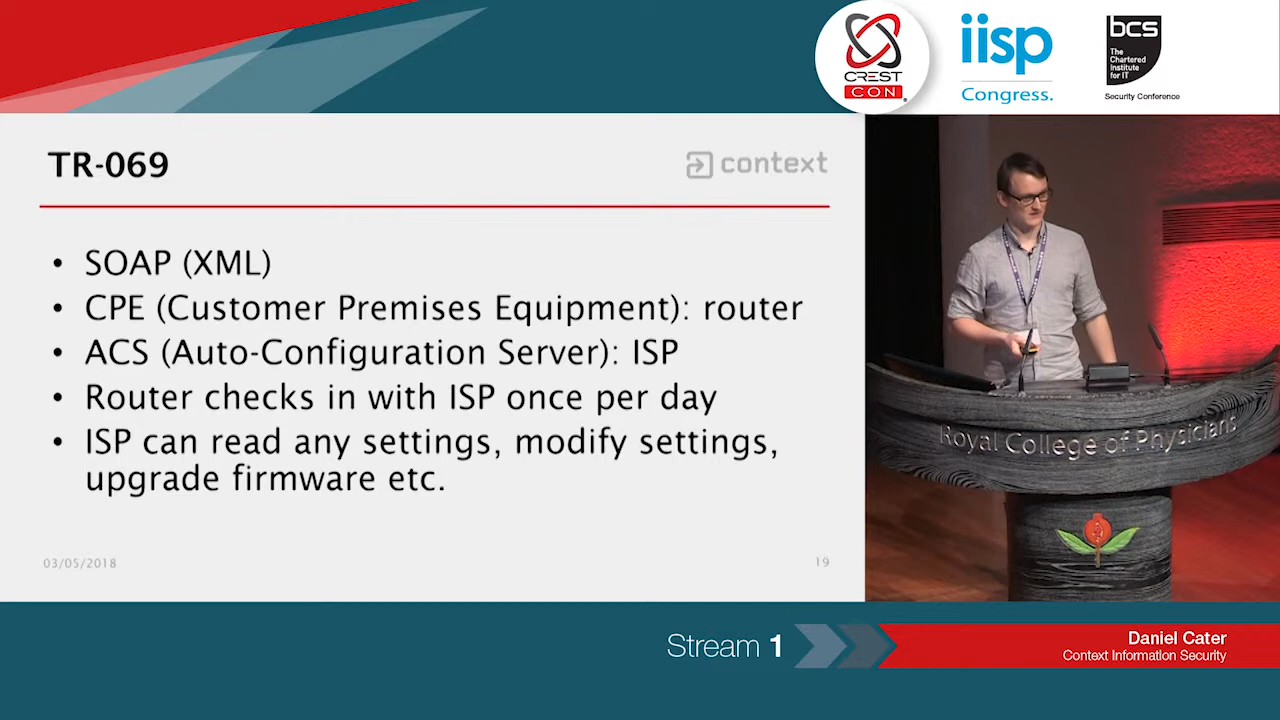 CREST
CON
iisp
Congress.
bcs
The
Chartered
Institute
for IT
Security Conference
TR-069
context
• SOAP (XML)
• CPE (Customer Premises Equipment): router
• ACS (Auto-Configuration Server): ISP
• Router checks in with ISP once per day
• ISP can read any settings, modify settings,
upgrade firmware etc.
03/05/2018
19
Royal College of Physicians
Stream 1
Daniel Cater
Context Information Security